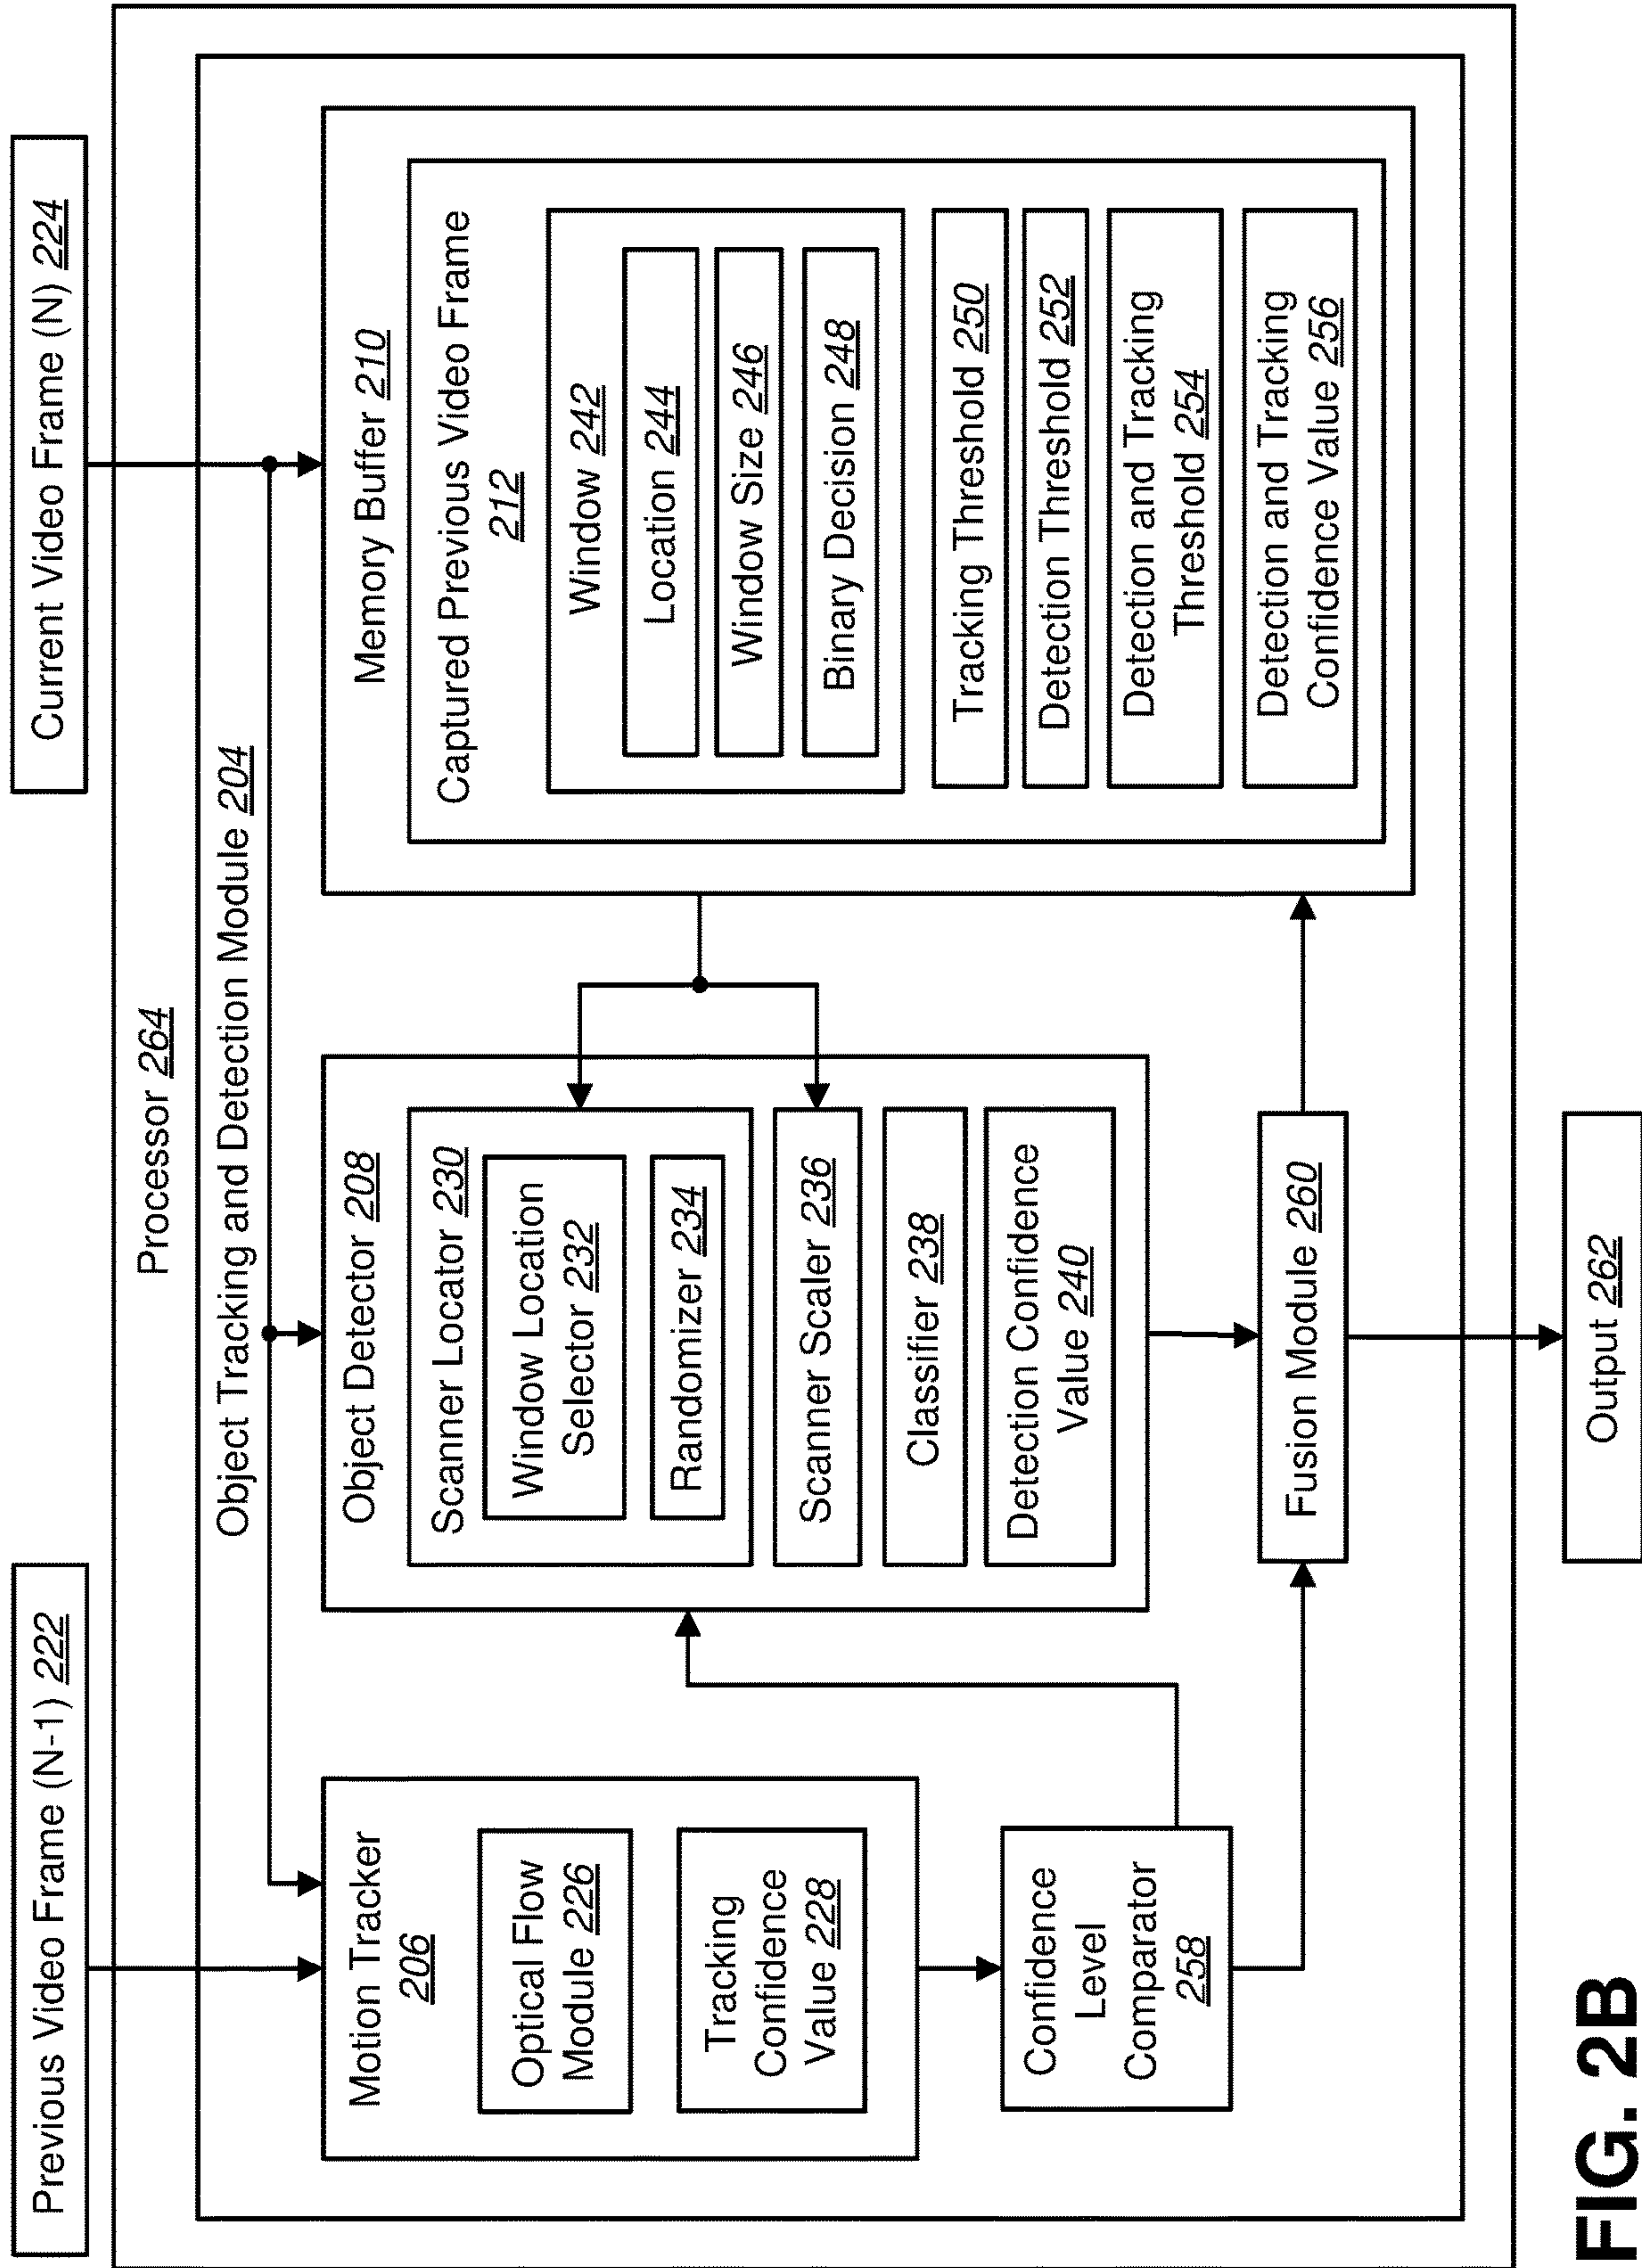 Previous Video Frame (N-1) 222
Current Video Frame (N) 224
Processor 264
Object Tracking and Detection Module 204
Motion Tracker
206
Optical Flow
Module 226
Tracking
Confidence
Value 228
Confidence
Level
Comparator
258
Object Detector 208
Scanner Locator 230
Window Location
Selector 232
Randomizer 234
Scanner Scaler 236
Classifier 238
Detection Confidence
Value 240
Fusion Module 260
Memory Buffer 210
Captured Previous Video Frame
212
Window 242
Location 244
Window Size 246
Binary Decision 248
Tracking Threshold 250
Detection Threshold 252
Detection and Tracking
Threshold 254
Detection and Tracking
Confidence Value 256
Output 262
FIG. 2B